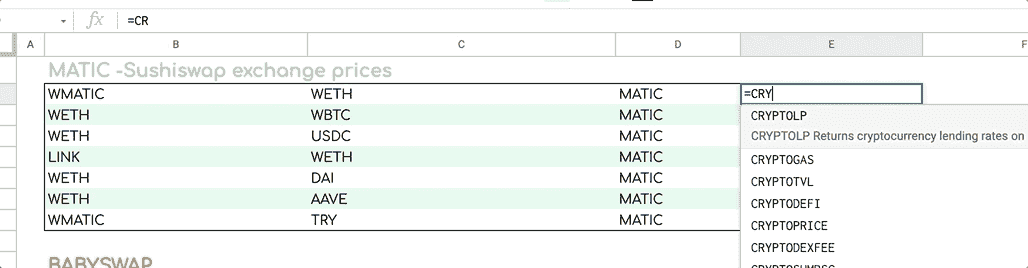 fx =CR
A B C D E F
MATIC -Sushiswap exchange prices
WMATIC WETH MATIC =CRY
WETH WBTC MATIC
WETH USDC MATIC
LINK WETH MATIC
WETH DAI MATIC
WETH AAVE MATIC
WMATIC TRY MATIC
CRYPTOLP
CRYPTOLP Returns cryptocurrency lending rates on
CRYPTOGAS
CRYPTOTVL
CRYPTODEFI
CRYPTOPRICE
CRYPTODEXFEE
CRYPTOSUMBSC
BABYSWAP